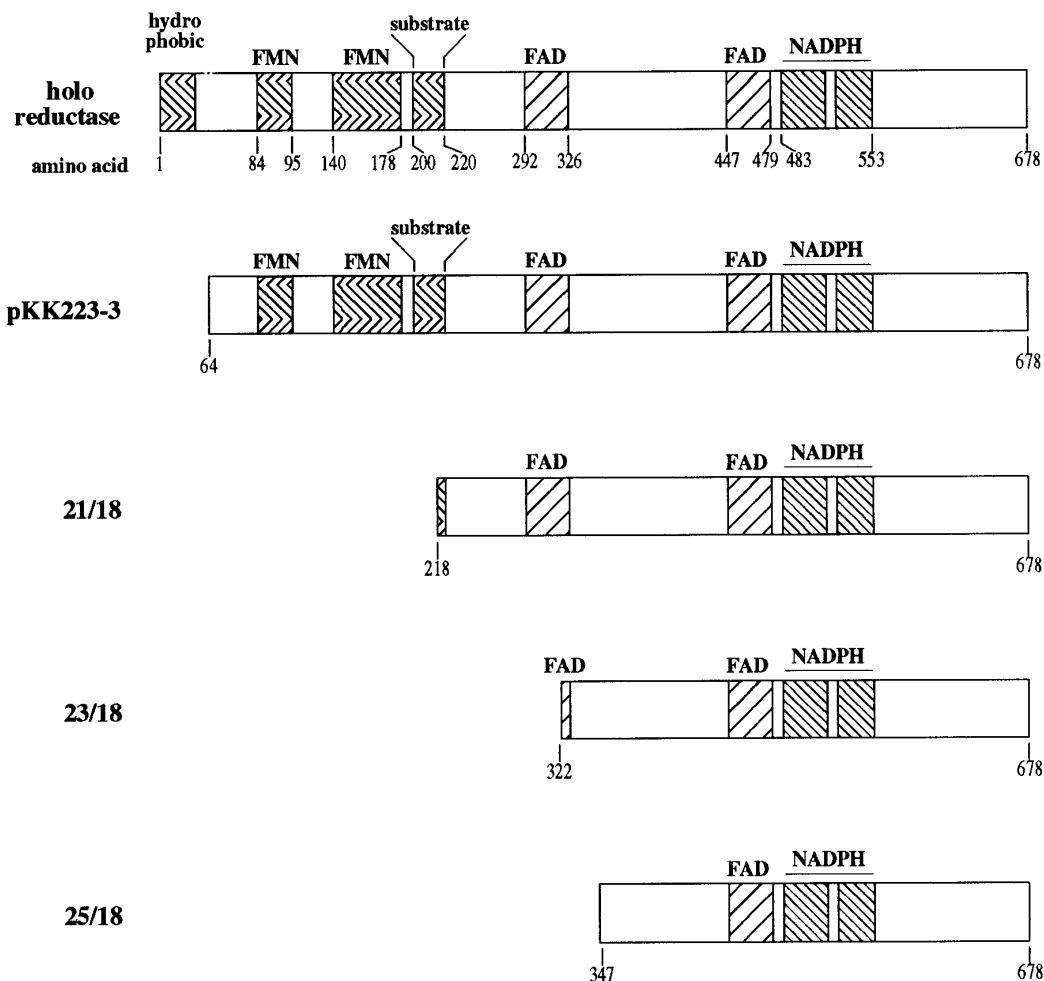 hydro
phobic
substrate
FMN FMN FAD FAD NADPH
holo
reductase
amino acid 1 84 95 140 178 200 220 292 326 447 479 483 553 678
substrate
FMN FMN FAD FAD NADPH
pKK223-3
64 678
FAD FAD NADPH
21/18
218 678
FAD FAD NADPH
23/18
322 678
FAD NADPH
25/18
347 678